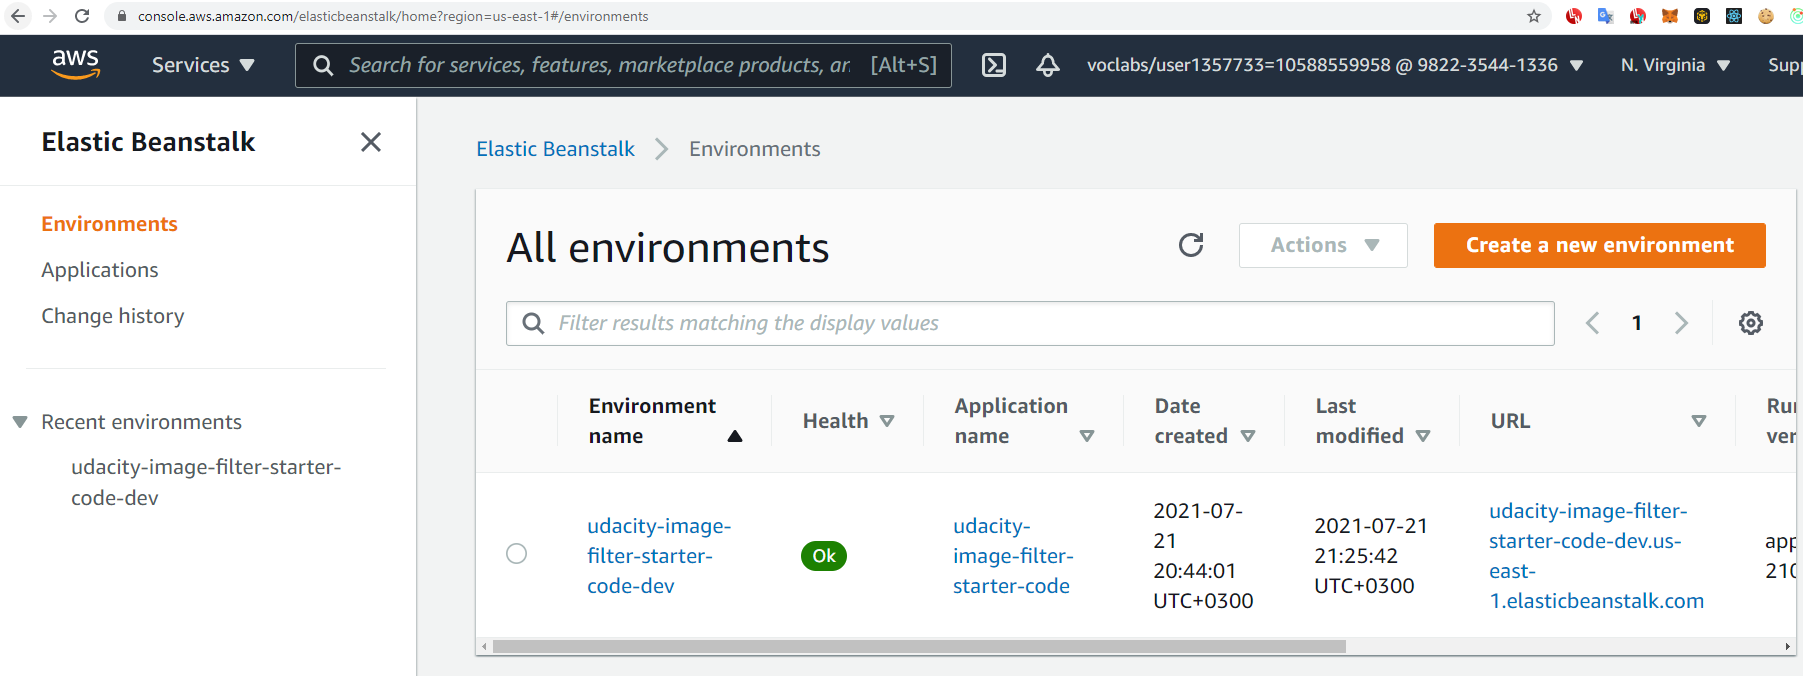 console.aws.amazon.com/elasticbeanstalk/home?region=us-east-1#/environments
aws
Services
Search for services, features, marketplace products, an
[Alt+S]
voclabs/user1357733=10588559958 @ 9822-3544-1336
N. Virginia
Supp
Elastic Beanstalk
Environments
Applications
Change history
Recent environments
udacity-image-filter-starter-
code-dev
Elastic Beanstalk
Environments
All environments
Actions
Create a new environment
Filter results matching the display values
1
Environment
name
Health
Application
name
Date
created
Last
modified
URL
Run
ver
udacity-image-
filter-starter-
code-dev
Ok
udacity-
image-filter-
starter-code
2021-07-
21
20:44:01
UTC+0300
2021-07-21
21:25:42
UTC+0300
udacity-image-filter-
starter-code-dev.us-
east-
1.elasticbeanstalk.com
app
210